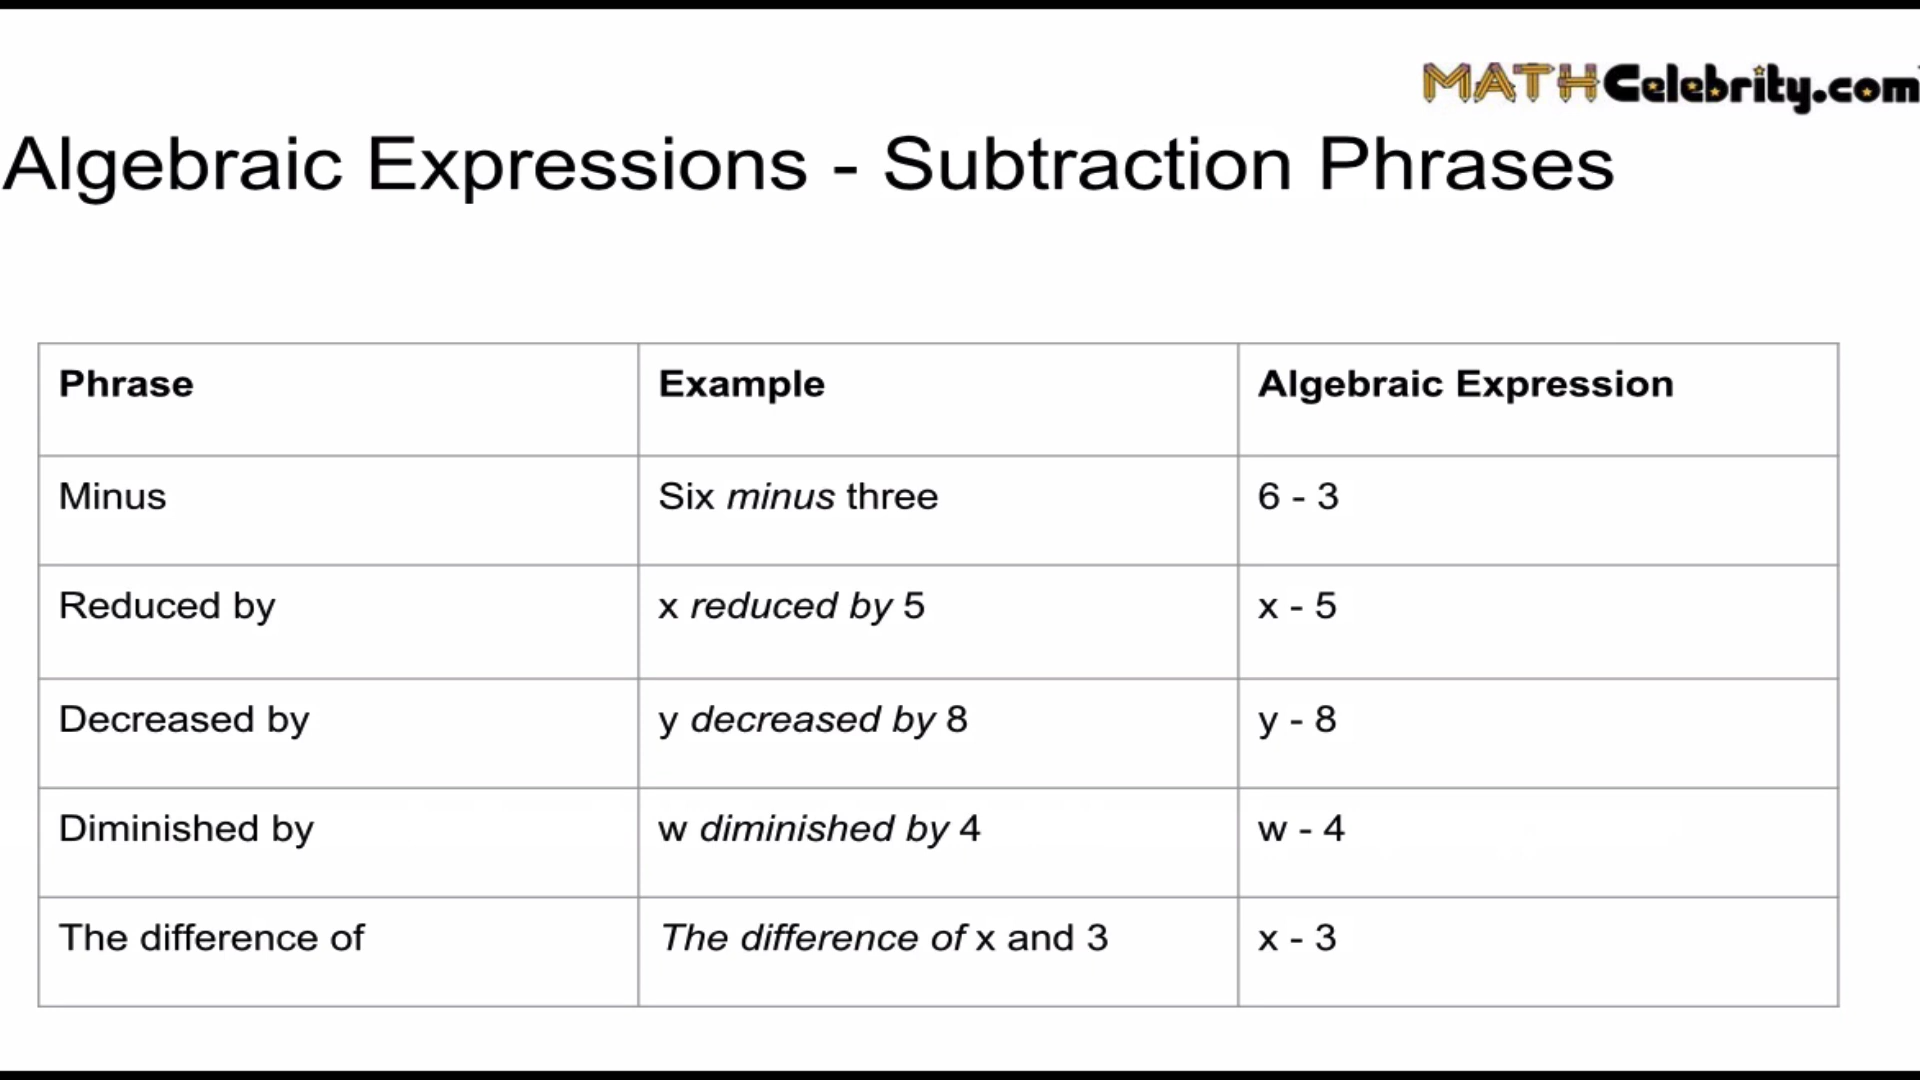 MATHCelebrity.com
Algebraic Expressions - Subtraction Phrases
Phrase Example Algebraic Expression
Minus Six minus three 6 - 3
Reduced by x reduced by 5 x - 5
Decreased by y decreased by 8 y - 8
Diminished by w diminished by 4 w - 4
The difference of The difference of x and 3 x - 3